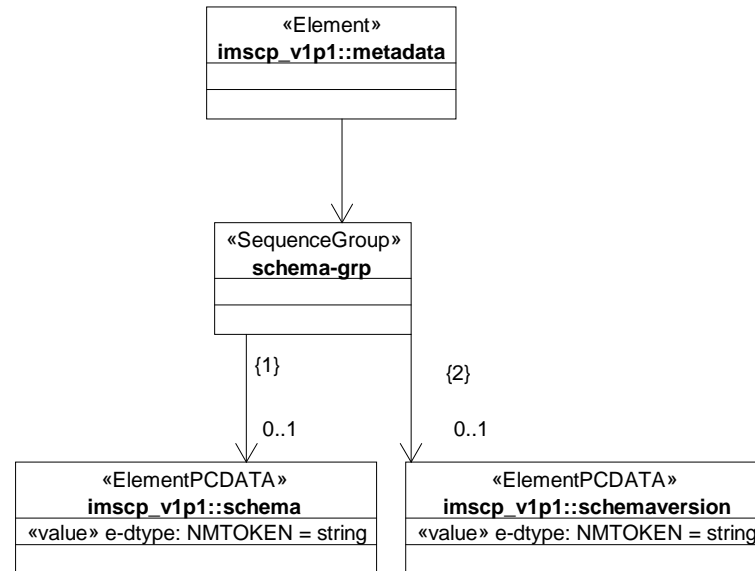 «Element»
imscp_v1p1::metadata
«SequenceGroup»
schema-grp
{1}
{2}
0..1
0..1
«ElementPCDATA»
imscp_v1p1::schema
«value» e-dtype: NMTOKEN = string
«ElementPCDATA»
imscp_v1p1::schemaversion
«value» e-dtype: NMTOKEN = string